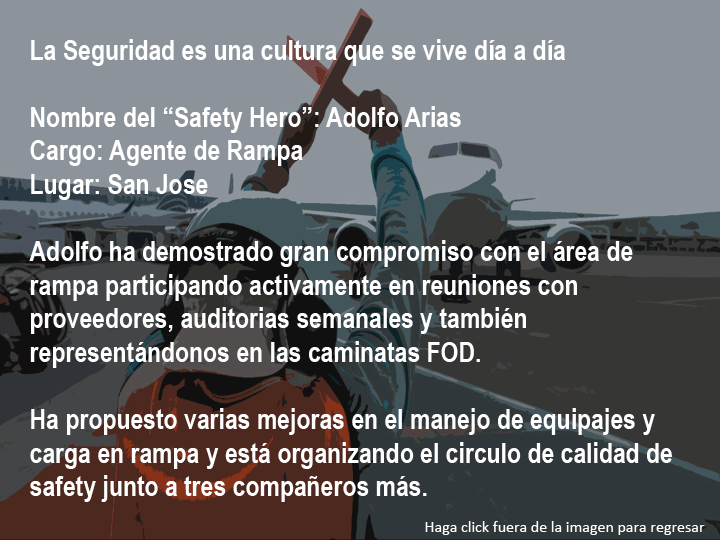 La Seguridad es una cultura que se vive día a día
Nombre del “Safety Hero”: Adolfo Arias
Cargo: Agente de Rampa
Lugar: San Jose
Adolfo ha demostrado gran compromiso con el área de
rampa participando activamente en reuniones con
proveedores, auditorias semanales y también
representándonos en las caminatas FOD.
Ha propuesto varias mejoras en el manejo de equipajes y
carga en rampa y está organizando el circulo de calidad de
safety junto a tres compañeros más.
Haga click fuera de la imagen para regresar